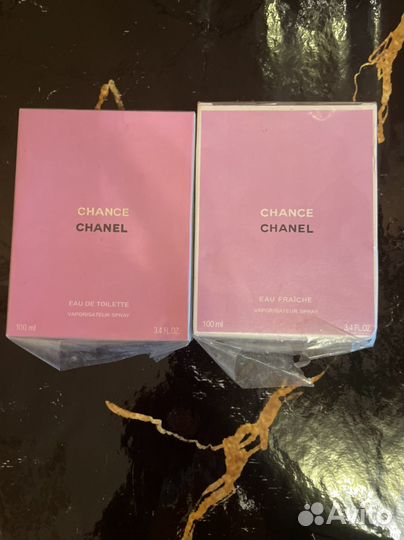 CHANCE
CHANEL
EAU DE TOILETTE
VAPORISATEUR SPRAY
100 ml 3.4 FL.OZ.
CHANCE
CHANEL
EAU FRAÎCHE
VAPORISATEUR SPRAY
100 ml 3.4 FL.OZ.
Avito